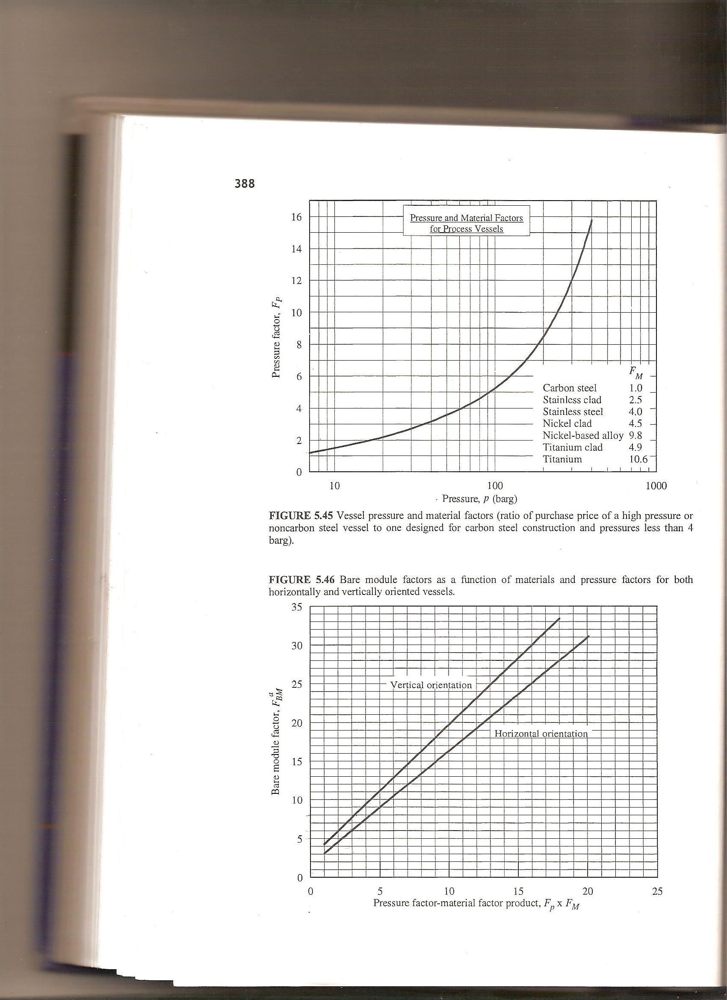 388
Pressure and Material Factors
for Process Vessels
16
14
12
10
8
6
4
2
0
Pressure factor, F_P
F_M
Carbon steel 1.0
Stainless clad 2.5
Stainless steel 4.0
Nickel clad 4.5
Nickel-based alloy 9.8
Titanium clad 4.9
Titanium 10.6
10 100 1000
Pressure, p (barg)
FIGURE 5.45 Vessel pressure and material factors (ratio of purchase price of a high pressure or
noncarbon steel vessel to one designed for carbon steel construction and pressures less than 4
barg).
FIGURE 5.46 Bare module factors as a function of materials and pressure factors for both
horizontally and vertically oriented vessels.
35
30
25
20
15
10
5
0
Bare module factor, F^a_BM
Vertical orientation
Horizontal orientation
0 5 10 15 20 25
Pressure factor-material factor product, F_p x F_M